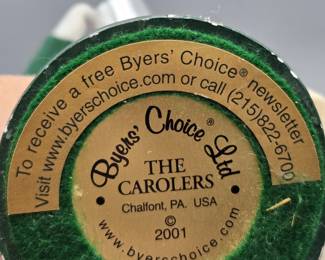 To receive a free Byers' Choice® newsletter
Visit www.byerschoice.com or call (215)822-6700
Byers' Choice® Ltd
• THE •
CAROLERS
Chalfont, PA. USA
©
2001
www.byerschoice.com